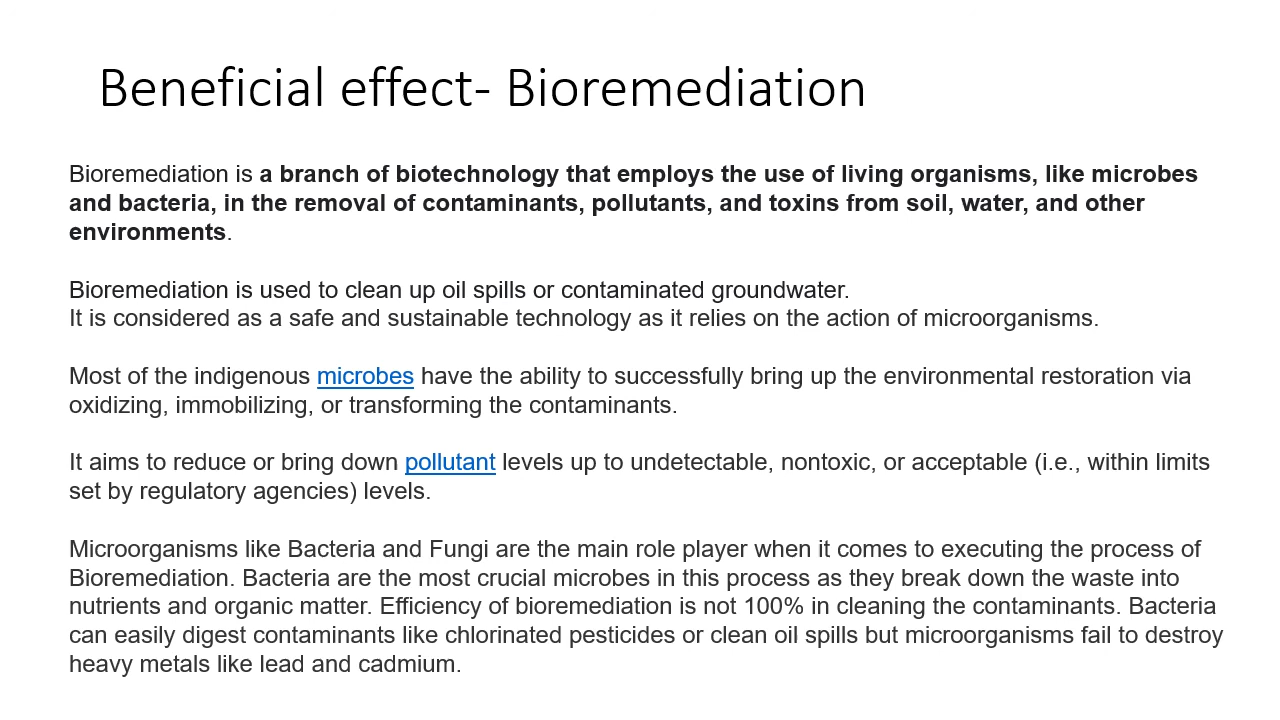 Beneficial effect- Bioremediation
Bioremediation is a branch of biotechnology that employs the use of living organisms, like microbes
and bacteria, in the removal of contaminants, pollutants, and toxins from soil, water, and other
environments.
Bioremediation is used to clean up oil spills or contaminated groundwater.
It is considered as a safe and sustainable technology as it relies on the action of microorganisms.
Most of the indigenous microbes have the ability to successfully bring up the environmental restoration via
oxidizing, immobilizing, or transforming the contaminants.
It aims to reduce or bring down pollutant levels up to undetectable, nontoxic, or acceptable (i.e., within limits
set by regulatory agencies) levels.
Microorganisms like Bacteria and Fungi are the main role player when it comes to executing the process of
Bioremediation. Bacteria are the most crucial microbes in this process as they break down the waste into
nutrients and organic matter. Efficiency of bioremediation is not 100% in cleaning the contaminants. Bacteria
can easily digest contaminants like chlorinated pesticides or clean oil spills but microorganisms fail to destroy
heavy metals like lead and cadmium.